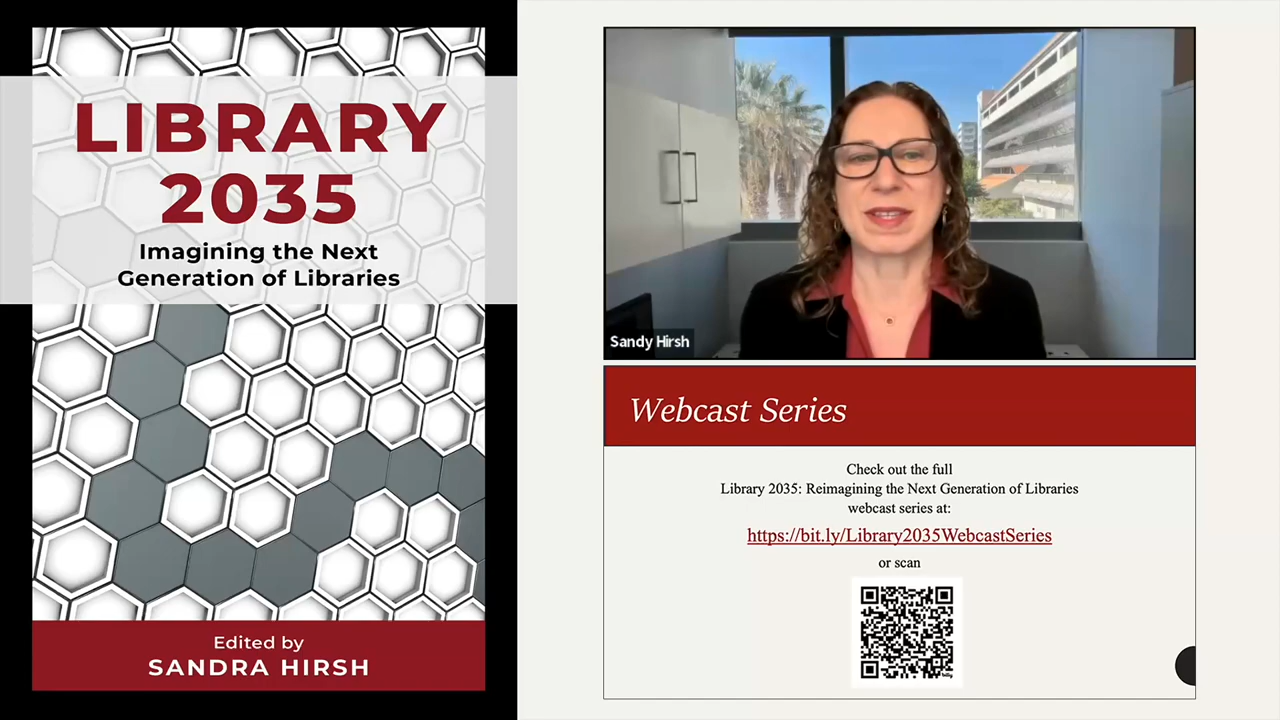 LIBRARY
2035
Imagining the Next
Generation of Libraries
Edited by
SANDRA HIRSH
Sandy Hirsh
Webcast Series
Check out the full
Library 2035: Reimagining the Next Generation of Libraries
webcast series at:
https://bit.ly/Library2035WebcastSeries
or scan